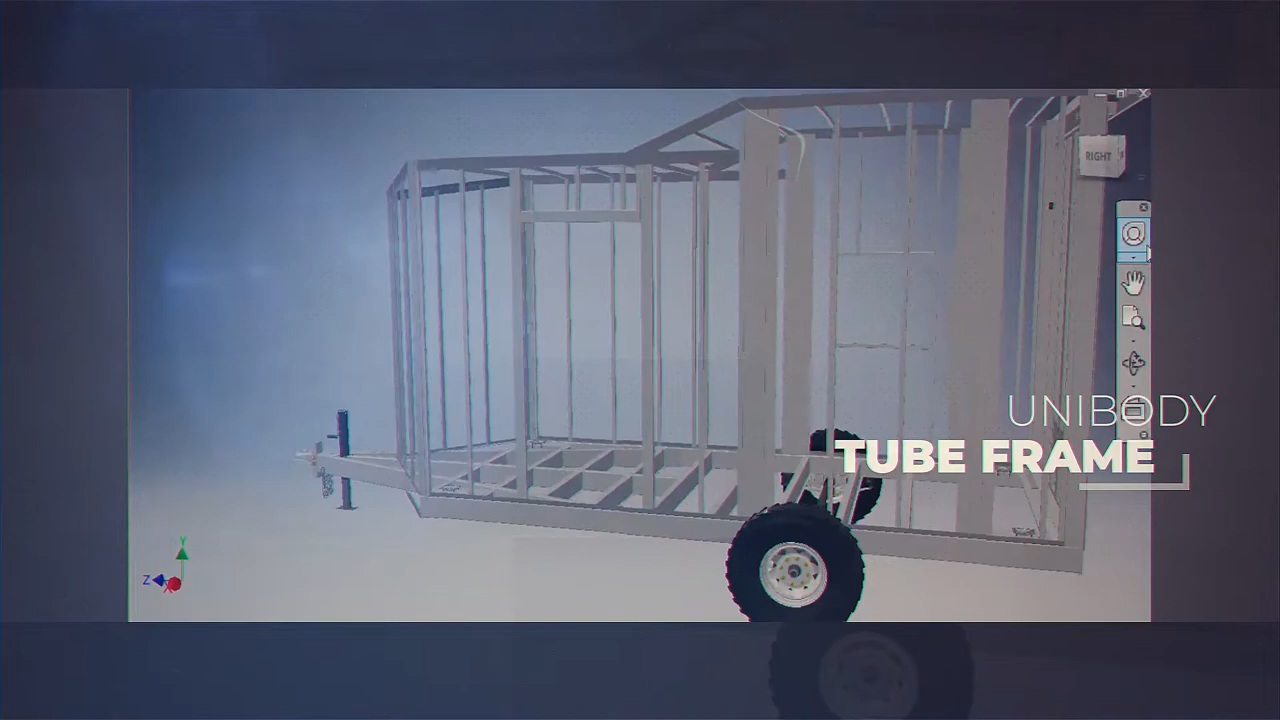 RIGHT
UNIBODY
TUBE FRAME
Y
Z
X